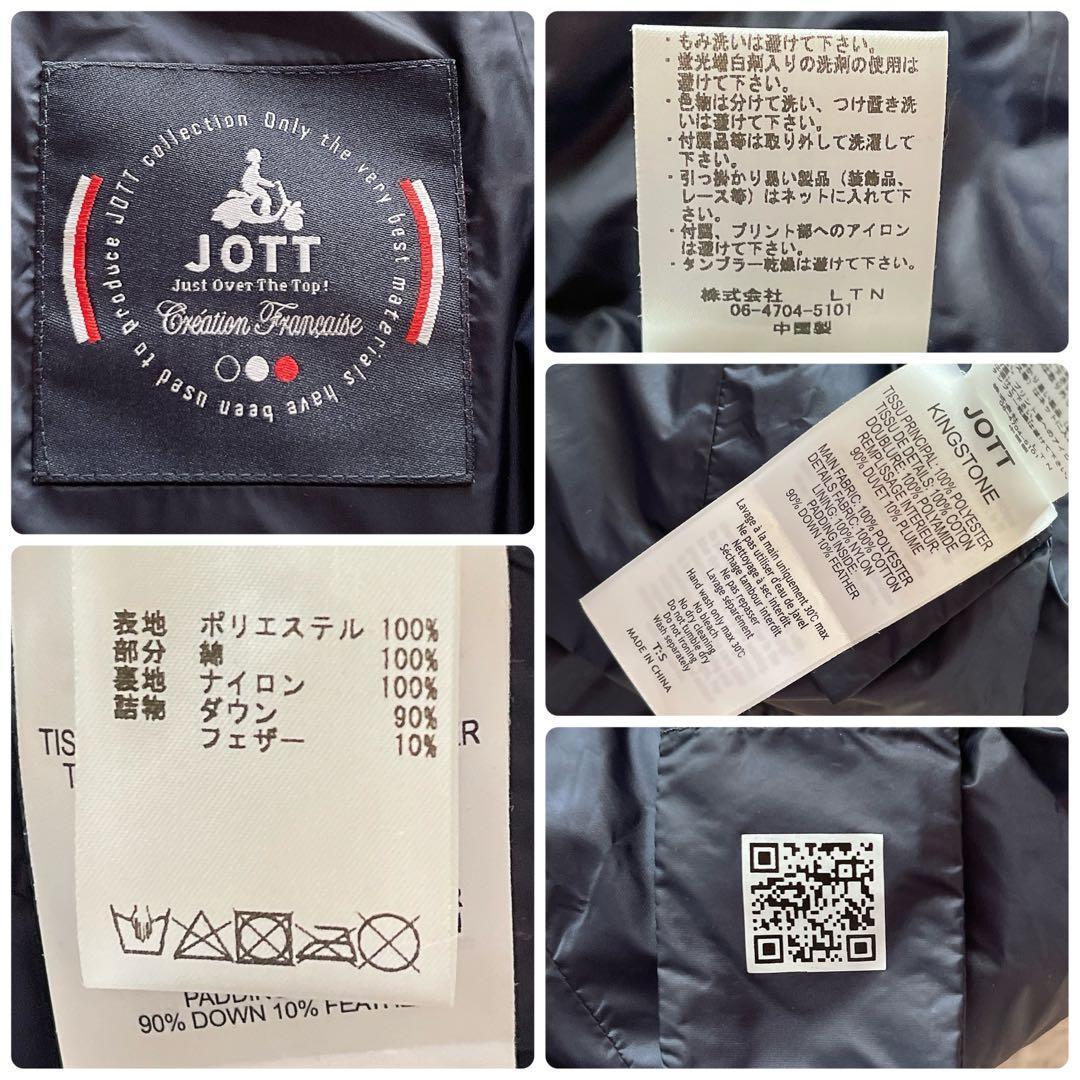 produce JOTT collection Only the very best materials have been used to
JOTT
Just Over The Top!
Création Française
・もみ洗いは避けて下さい。
・蛍光増白剤入りの洗剤の使用は
避けて下さい。
・色物は分けて洗い、つけ置き洗
いは避けて下さい。
・付属品等は取り外して洗濯して
下さい。
・引っ掛かり易い製品（装飾品、
レース等）はネットに入れて下
さい。
・付属、プリント部へのアイロン
は避けて下さい。
・タンブラー乾燥は避けて下さい。
株式会社 LTN
06-4704-5101
中国製
JOTT
KINGSTONE
TISSU PRINCIPAL: 100% POLYESTER
TISSU DE DETAILS: 100% COTTON
DOUBLURE: 100% POLYAMIDE
REMPLISSAGE INTERIEUR:
90% DUVET 10% PLUME
MAIN FABRIC: 100% POLYESTER
DETAILS FABRIC: 100% COTTON
LINING: 100% NYLON
PADDING INSIDE:
90% DOWN 10% FEATHER
Lavage à la main uniquement 30℃ max
Ne pas utiliser d'eau de javel
Nettoyage à sec interdit
Séchage tambour interdit
Ne pas repasser
Lavage séparement
Hand wash only max 30℃
No bleach
No dry cleaning
Do not tumble dry
Do not ironing
Wash separately
T:S
MADE IN CHINA
表地 ポリエステル 100%
部分 綿 100%
裏地 ナイロン 100%
詰物 ダウン 90%
フェザー 10%
TIS
ER
T
PADDIN
90% DOWN 10% FEATHE